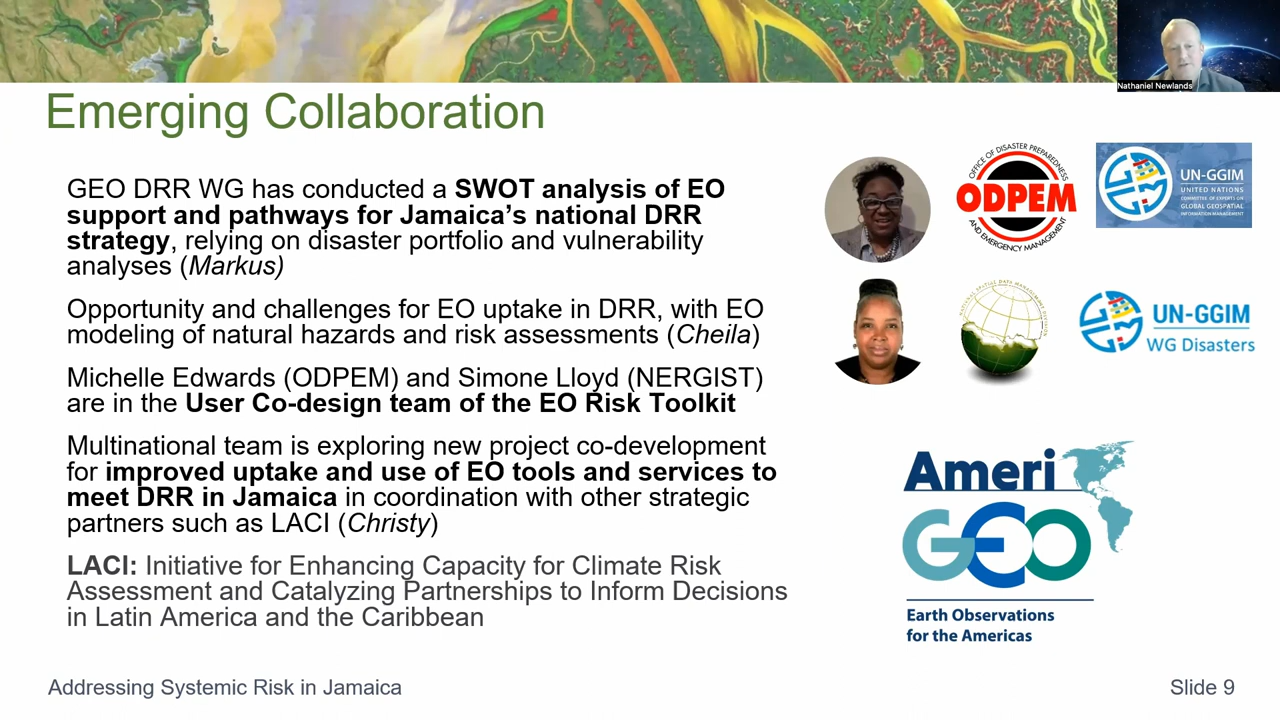 Nathaniel Newlands
Emerging Collaboration
GEO DRR WG has conducted a SWOT analysis of EO
support and pathways for Jamaica’s national DRR
strategy, relying on disaster portfolio and vulnerability
analyses (Markus)
Opportunity and challenges for EO uptake in DRR, with EO
modeling of natural hazards and risk assessments (Cheila)
Michelle Edwards (ODPEM) and Simone Lloyd (NERGIST)
are in the User Co-design team of the EO Risk Toolkit
Multinational team is exploring new project co-development
for improved uptake and use of EO tools and services to
meet DRR in Jamaica in coordination with other strategic
partners such as LACI (Christy)
LACI: Initiative for Enhancing Capacity for Climate Risk
Assessment and Catalyzing Partnerships to Inform Decisions
in Latin America and the Caribbean
OFFICE OF DISASTER PREPAREDNESS
ODPEM
AND EMERGENCY MANAGEMENT
UN-GGIM
UNITED NATIONS
COMMITTEE OF EXPERTS ON
GLOBAL GEOSPATIAL
INFORMATION MANAGEMENT
UN-GGIM
WG Disasters
Ameri
GEO
Earth Observations
for the Americas
Addressing Systemic Risk in Jamaica
Slide 9